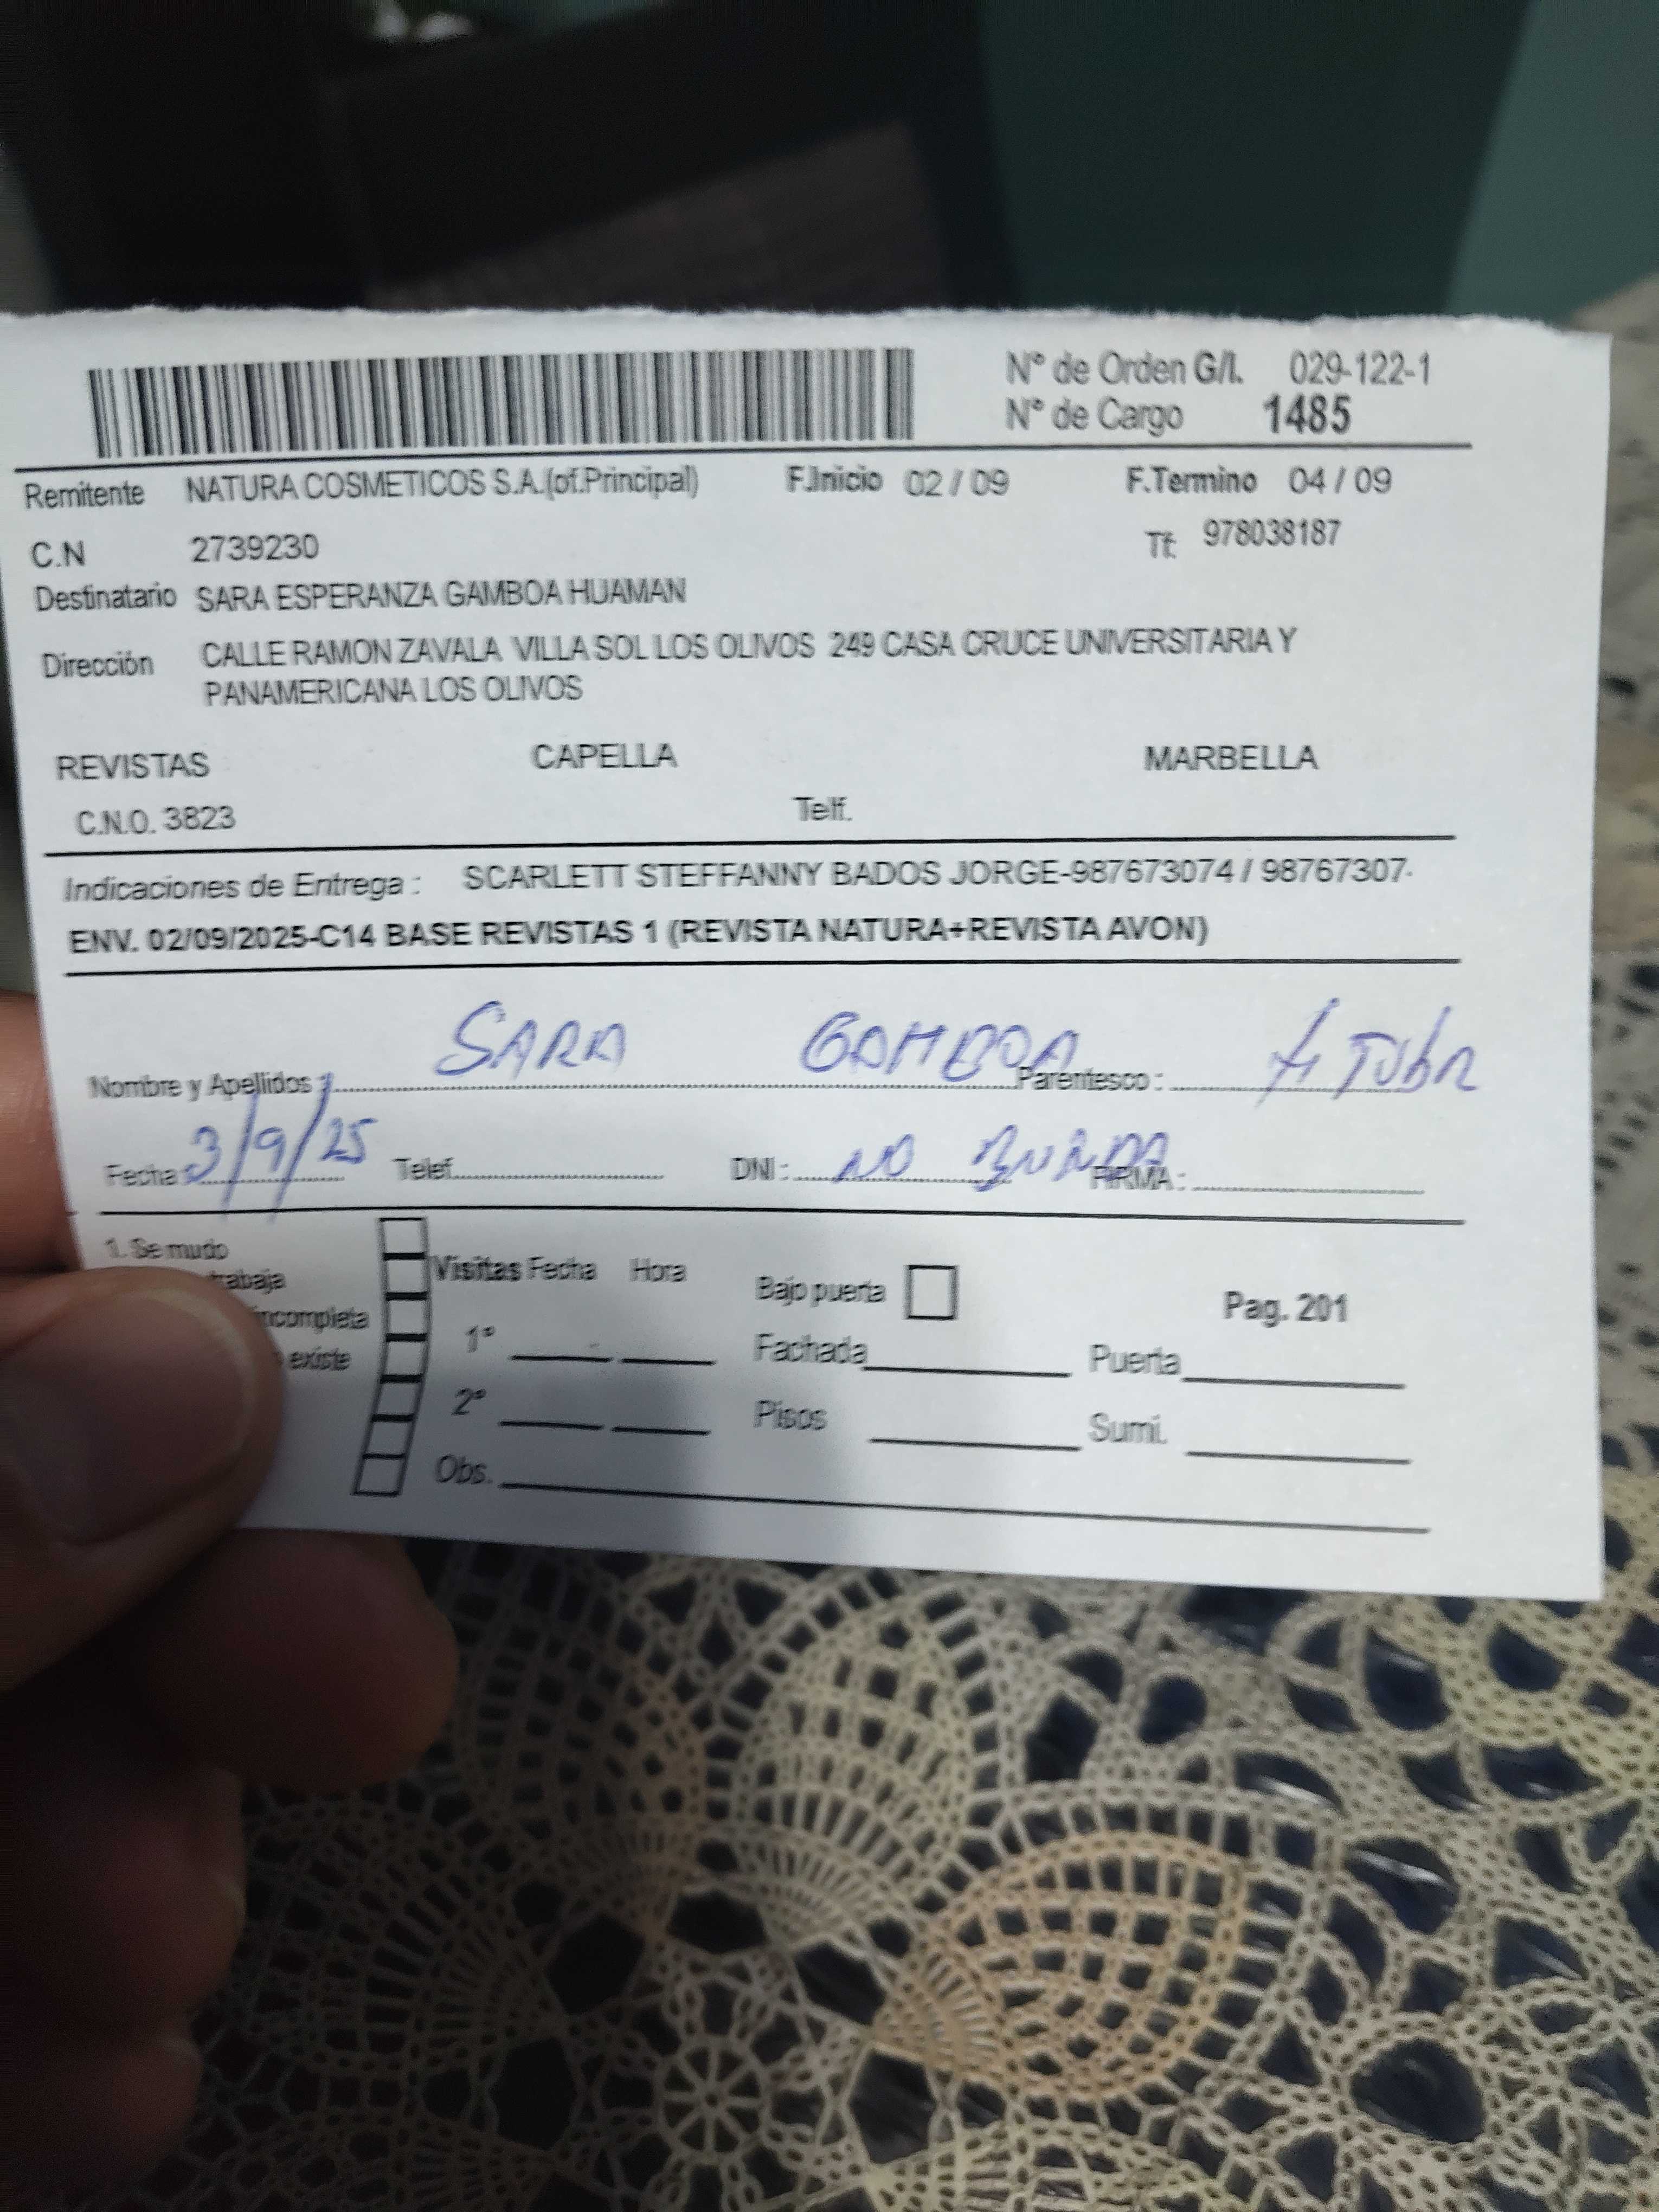 N° de Orden G/I. 029-122-1
N° de Cargo 1485
Remitente NATURA COSMETICOS S.A.(of.Principal) F.Inicio 02 / 09 F.Termino 04 / 09
C.N 2739230 Tf: 978038187
Destinatario SARA ESPERANZA GAMBOA HUAMAN
Dirección CALLE RAMON ZAVALA VILLA SOL LOS OLIVOS 249 CASA CRUCE UNIVERSITARIA Y
PANAMERICANA LOS OLIVOS
REVISTAS CAPELLA MARBELLA
C.N.O. 3823 Telf.
Indicaciones de Entrega : SCARLETT STEFFANNY BADOS JORGE-987673074 / 98767307
ENV. 02/09/2025-C14 BASE REVISTAS 1 (REVISTA NATURA+REVISTA AVON)
Nombre y Apellidos : SARA GAMBOA Parentesco :
Fecha : 3/9/25 Telef. DNI : NO FIRMA :
1. Se mudo
trabaja
incompleta
existe
Visitas Fecha Hora Bajo puerta Pag. 201
1° Fachada Puerta
2° Pisos Sumi.
Obs.